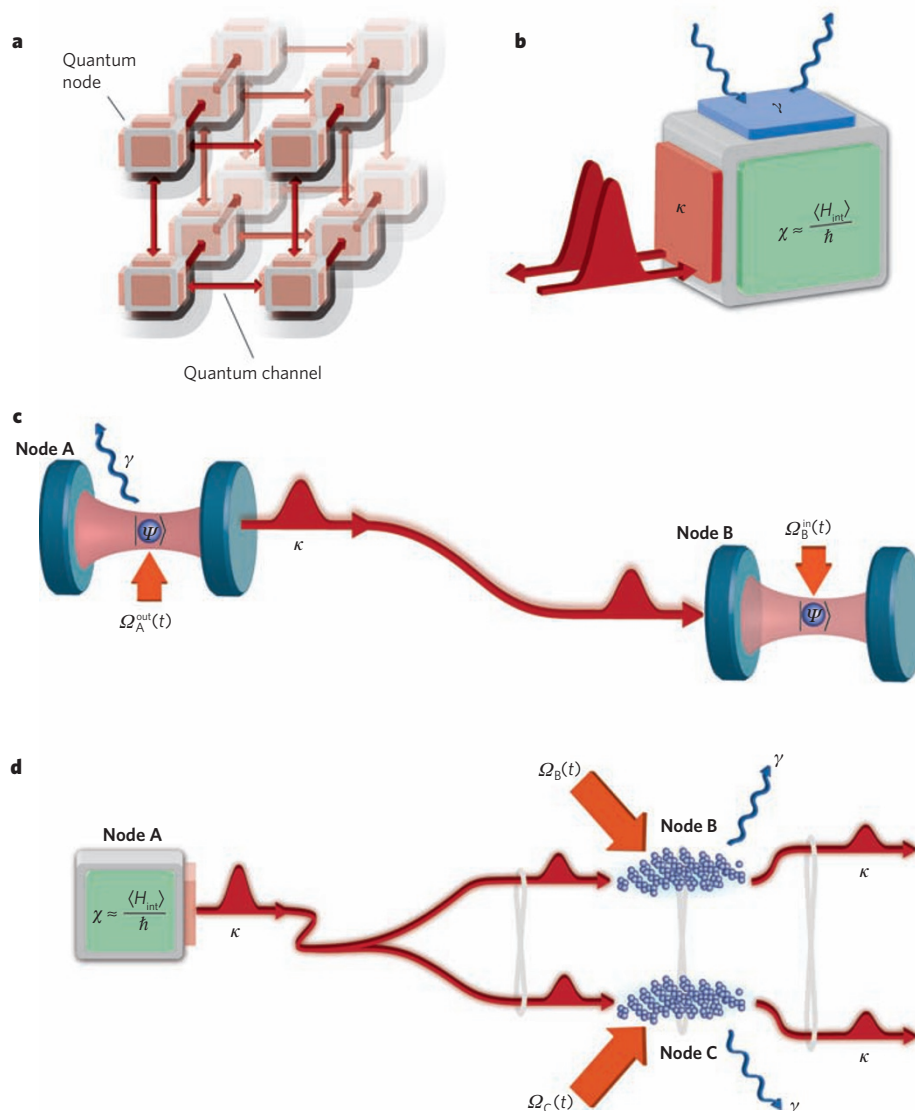 a
Quantum
node
Quantum channel
b
γ
κ
χ ≈ ⟨H_int⟩/ħ
c
Node A
γ
|Ψ⟩
κ
Ω_A^out(t)
Node B
Ω_B^in(t)
|Ψ⟩
d
Node A
χ ≈ ⟨H_int⟩/ħ
κ
Ω_B(t)
Node B
γ
κ
Node C
Ω_C(t)
γ
κ